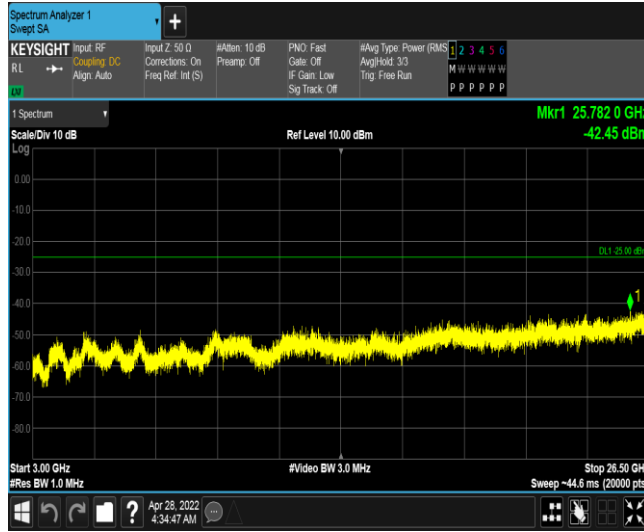 Spectrum Analyzer 1
Swept SA
+
KEYSIGHT
RL
LXI
Input: RF
Coupling: DC
Align: Auto
Input Z: 50 Ω
Corrections: On
Freq Ref: Int (S)
#Atten: 10 dB
Preamp: Off
PNO: Fast
Gate: Off
IF Gain: Low
Sig Track: Off
#Avg Type: Power (RMS
Avg|Hold: 3/3
Trig: Free Run
1 2 3 4 5 6
M W W W W W
P P P P P P
1 Spectrum
Mkr1 25.782 0 GHz
-42.45 dBm
Scale/Div 10 dB
Ref Level 10.00 dBm
Log
0.00
-10.0
-20.0
DL1 -25.00 dBm
-30.0
-40.0
1
-50.0
-60.0
-70.0
-80.0
Start 3.00 GHz
#Video BW 3.0 MHz
Stop 26.50 GHz
#Res BW 1.0 MHz
Sweep ~44.6 ms (20000 pts
?
Apr 28, 2022
4:34:47 AM